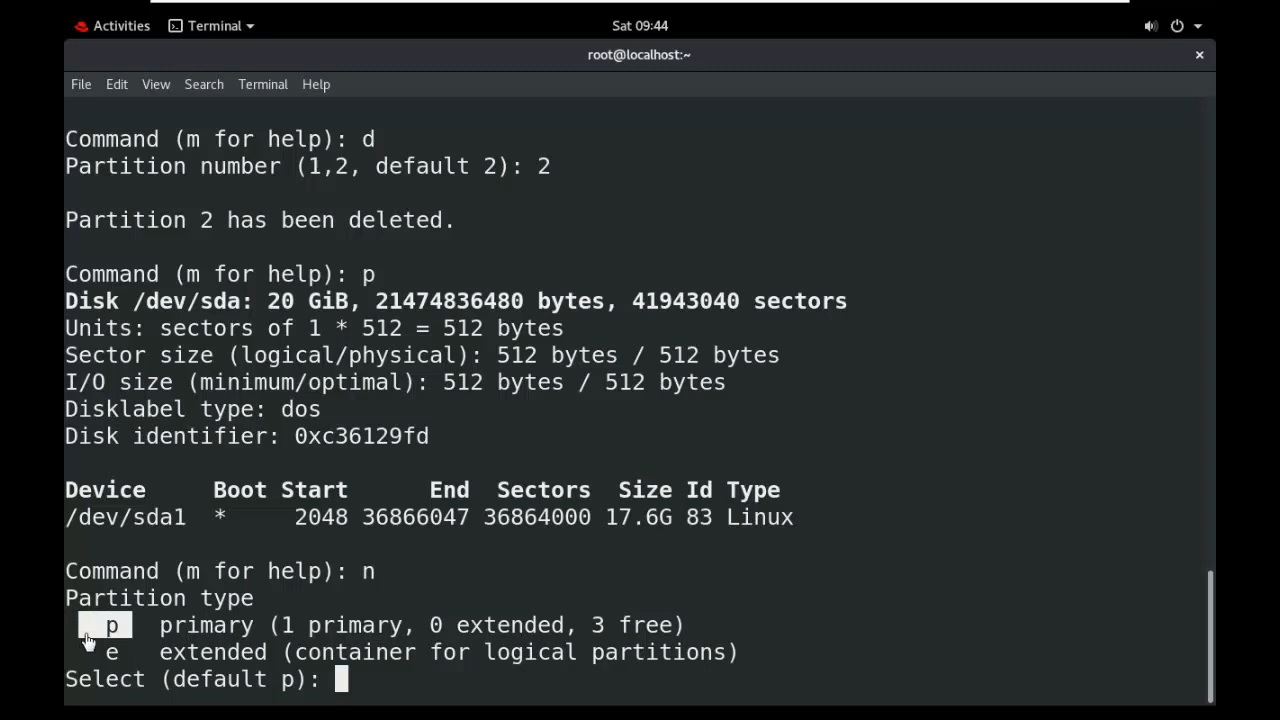 Activities Terminal Sat 09:44
root@localhost:~ ×
File Edit View Search Terminal Help
Command (m for help): d
Partition number (1,2, default 2): 2
Partition 2 has been deleted.
Command (m for help): p
Disk /dev/sda: 20 GiB, 21474836480 bytes, 41943040 sectors
Units: sectors of 1 * 512 = 512 bytes
Sector size (logical/physical): 512 bytes / 512 bytes
I/O size (minimum/optimal): 512 bytes / 512 bytes
Disklabel type: dos
Disk identifier: 0xc36129fd
Device     Boot Start      End  Sectors  Size Id Type
/dev/sda1  *     2048 36866047 36864000 17.6G 83 Linux
Command (m for help): n
Partition type
   p   primary (1 primary, 0 extended, 3 free)
   e   extended (container for logical partitions)
Select (default p):